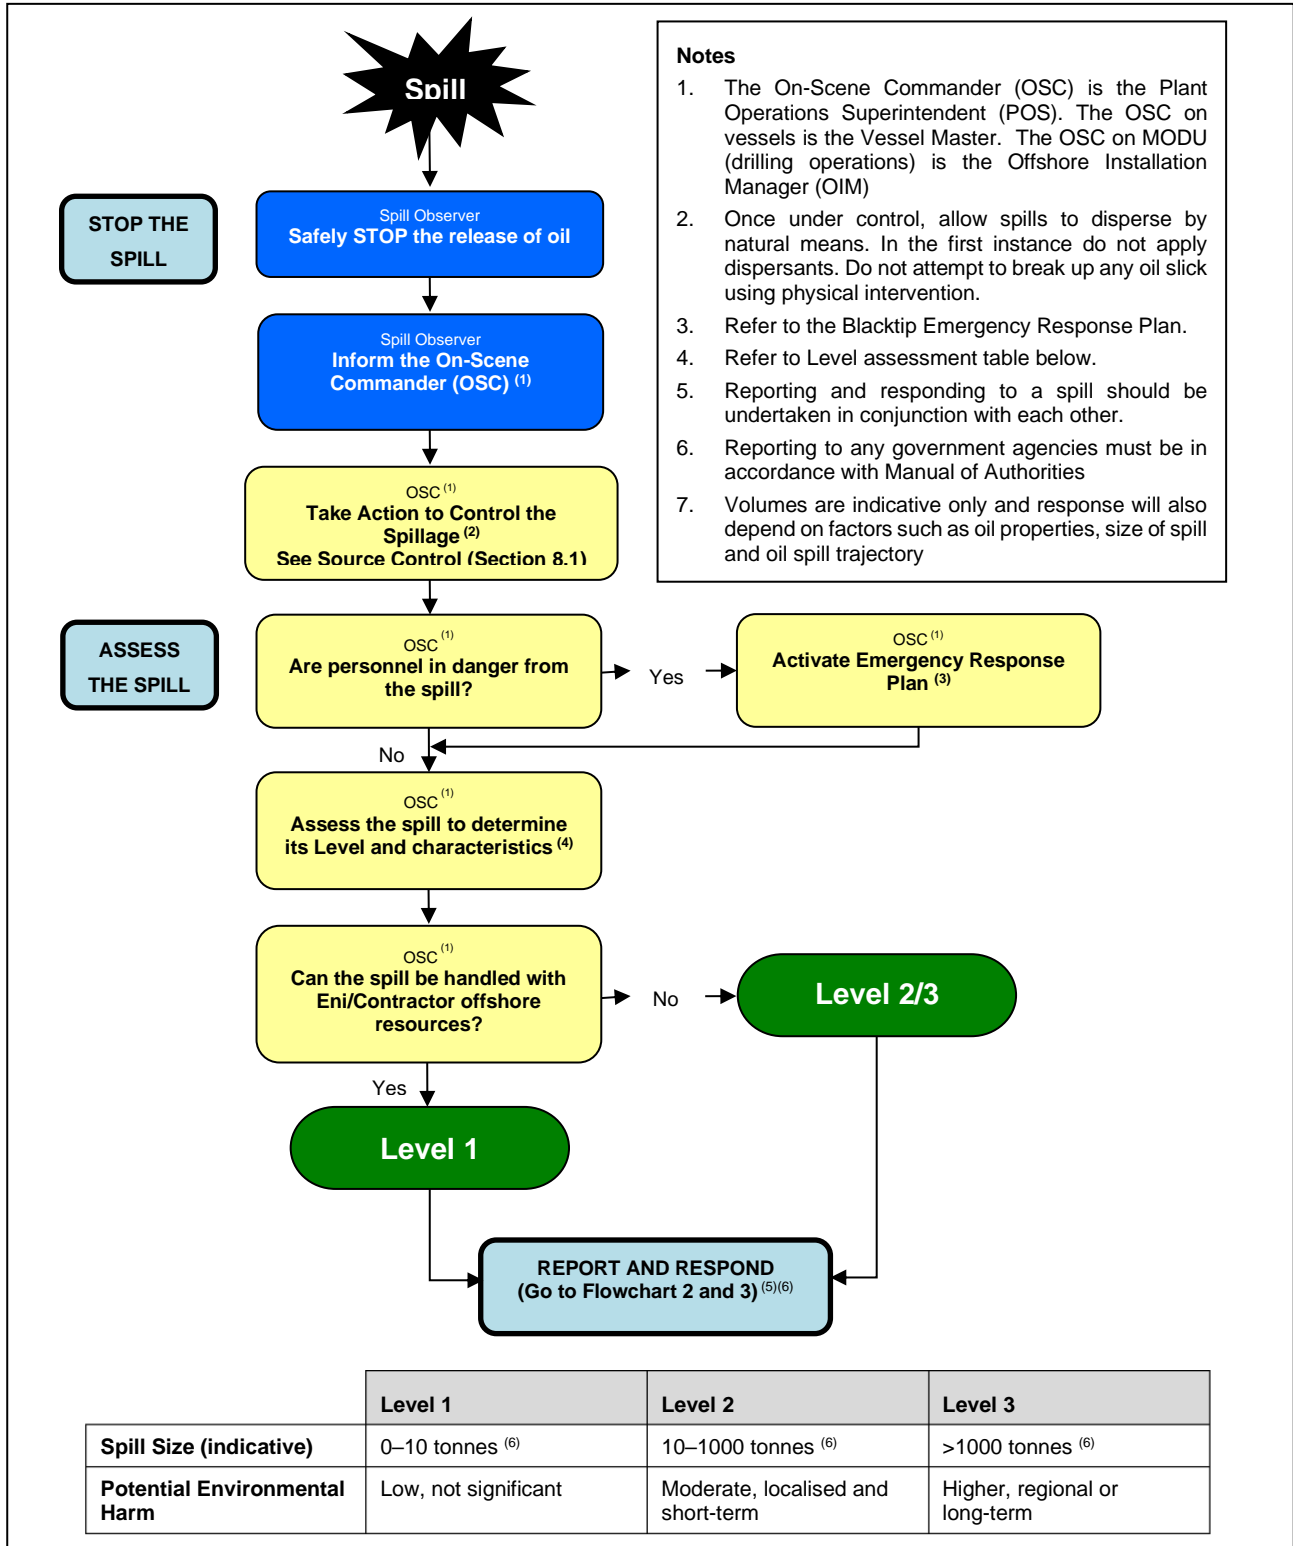 Spill
STOP THE
SPILL
Spill Observer
Safely STOP the release of oil
Spill Observer
Inform the On-Scene
Commander (OSC) (1)
OSC (1)
Take Action to Control the
Spillage (2)
See Source Control (Section 8.1)
Notes
1. The On-Scene Commander (OSC) is the Plant
Operations Superintendent (POS). The OSC on
vessels is the Vessel Master. The OSC on MODU
(drilling operations) is the Offshore Installation
Manager (OIM)
2. Once under control, allow spills to disperse by
natural means. In the first instance do not apply
dispersants. Do not attempt to break up any oil slick
using physical intervention.
3. Refer to the Blacktip Emergency Response Plan.
4. Refer to Level assessment table below.
5. Reporting and responding to a spill should be
undertaken in conjunction with each other.
6. Reporting to any government agencies must be in
accordance with Manual of Authorities
7. Volumes are indicative only and response will also
depend on factors such as oil properties, size of spill
and oil spill trajectory
ASSESS
THE SPILL
OSC (1)
Are personnel in danger from
the spill?
Yes
OSC (1)
Activate Emergency Response
Plan (3)
No
OSC (1)
Assess the spill to determine
its Level and characteristics (4)
OSC (1)
Can the spill be handled with
Eni/Contractor offshore
resources?
No
Level 2/3
Yes
Level 1
REPORT AND RESPOND
(Go to Flowchart 2 and 3) (5)(6)
Level 1 Level 2 Level 3
Spill Size (indicative) 0–10 tonnes (6) 10–1000 tonnes (6) >1000 tonnes (6)
Potential Environmental Low, not significant Moderate, localised and Higher, regional or
Harm short-term long-term